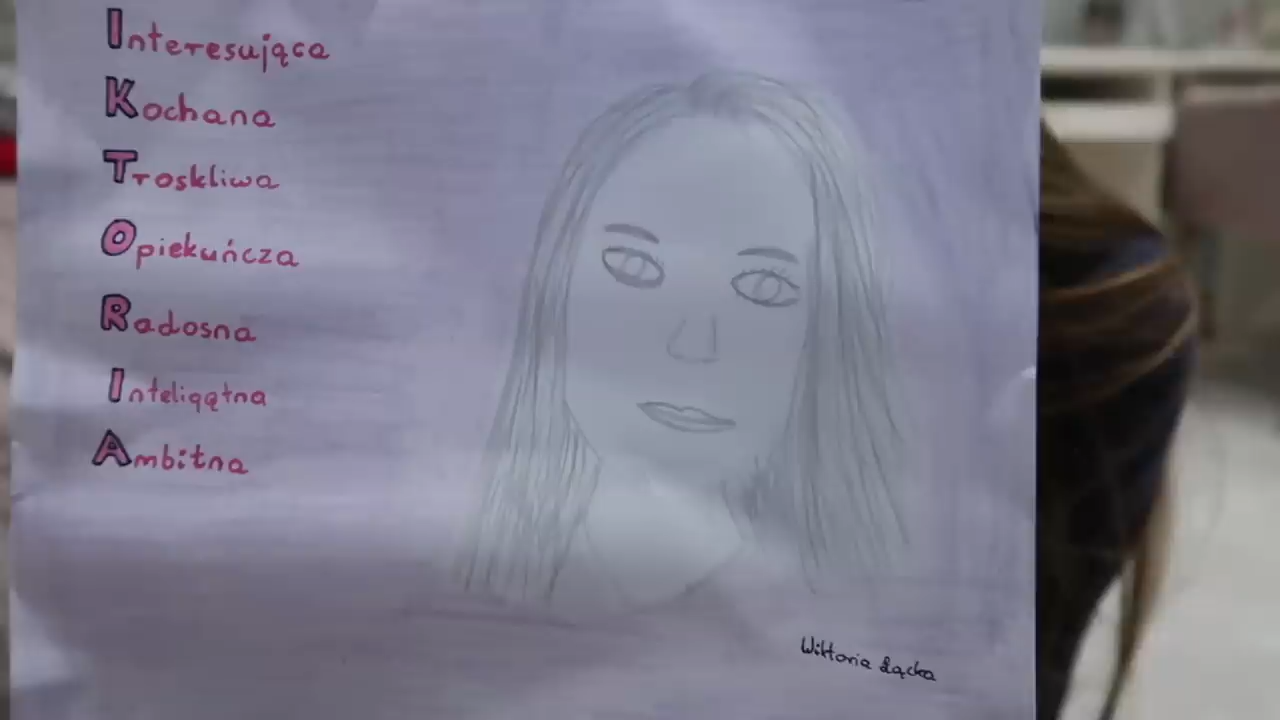 Interesująca
Kochana
Troskliwa
Opiekuńcza
Radosna
Inteligętna
Ambitna
Wiktoria Łącka